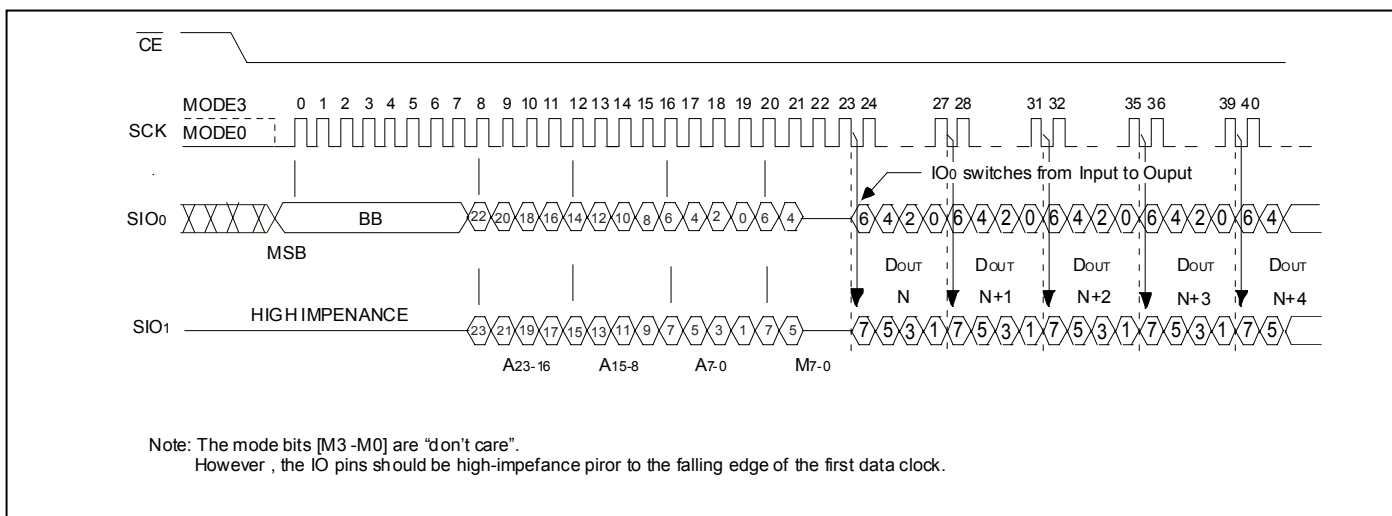 CE
MODE3 0 1 2 3 4 5 6 7 8 9 10 11 12 13 14 15 16 17 18 19 20 21 22 23 24 27 28 31 32 35 36 39 40
SCK MODE0
IO0 switches from Input to Ouput
SIO0 BB 22 20 18 16 14 12 10 8 6 4 2 0 6 4 6 4 2 0 6 4 2 0 6 4 2 0 6 4 2 0 6 4
MSB
DOUT DOUT DOUT DOUT DOUT
N N+1 N+2 N+3 N+4
HIGH IMPENANCE
SIO1 23 21 19 17 15 13 11 9 7 5 3 1 7 5 7 5 3 1 7 5 3 1 7 5 3 1 7 5 3 1 7 5
A23-16 A15-8 A7-0 M7-0
Note: The mode bits [M3 -M0] are “don’t care”.
However , the IO pins should be high-impefance piror to the falling edge of the first data clock.